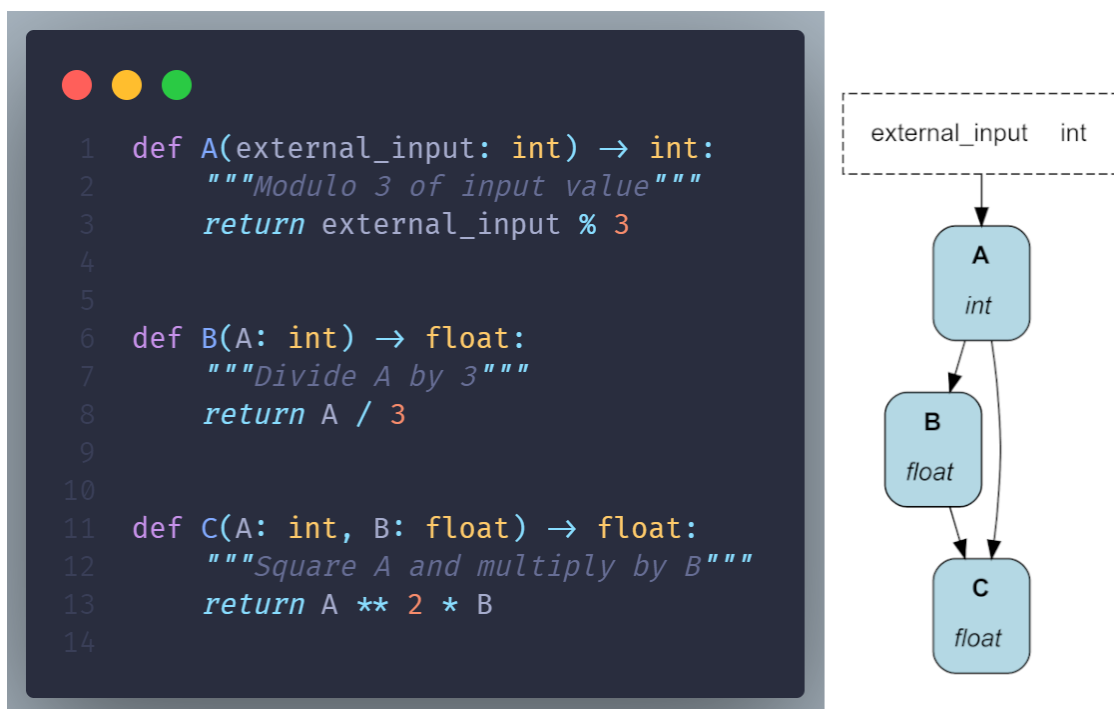 1 def A(external_input: int) → int:
2 """Modulo 3 of input value"""
3 return external_input % 3
4
5
6 def B(A: int) → float:
7 """Divide A by 3"""
8 return A / 3
9
10
11 def C(A: int, B: float) → float:
12 """Square A and multiply by B"""
13 return A ** 2 * B
14
external_input int
A
int
B
float
C
float